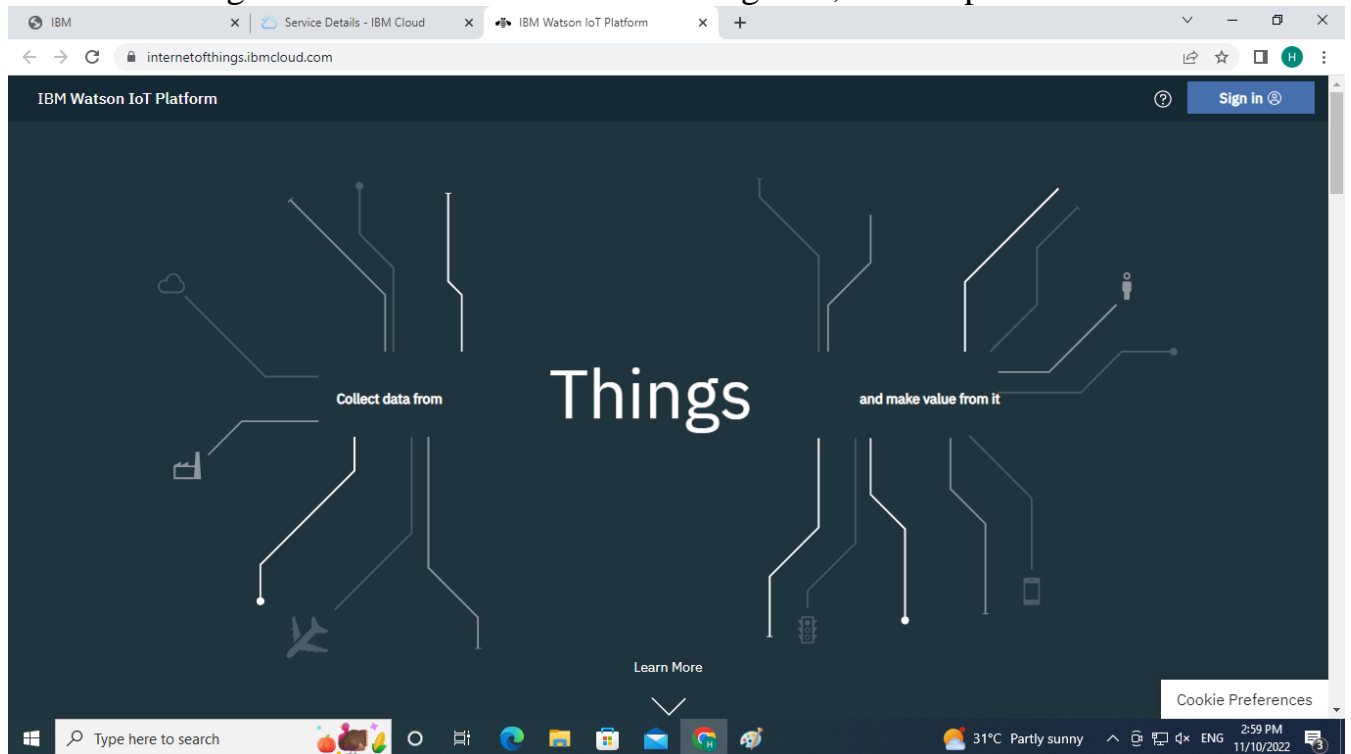 IBM
Service Details - IBM Cloud
IBM Watson IoT Platform
internetofthings.ibmcloud.com
H
IBM Watson IoT Platform
Sign in
Collect data from
Things
and make value from it
Learn More
Cookie Preferences
Type here to search
31°C Partly sunny
ENG
2:59 PM
11/10/2022
3